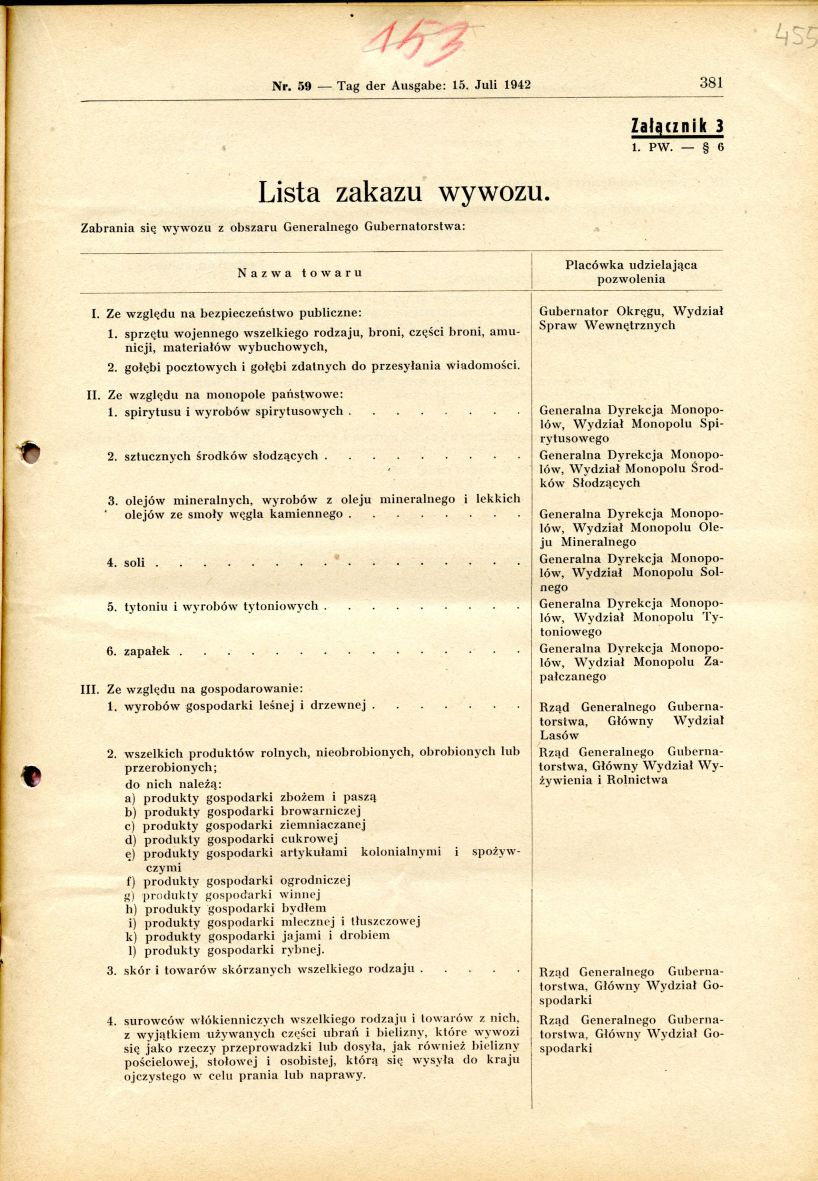 153
455
Nr. 59 — Tag der Ausgabe: 15. Juli 1942
381
Załącznik 3
1. PW. — § 6
Lista zakazu wywozu.
Zabrania się wywozu z obszaru Generalnego Gubernatorstwa:
Nazwa towaru
Placówka udzielająca
pozwolenia
I. Ze względu na bezpieczeństwo publiczne:
1. sprzętu wojennego wszelkiego rodzaju, broni, części broni, amu-
nicji, materiałów wybuchowych,
2. gołębi pocztowych i gołębi zdatnych do przesyłania wiadomości.
Gubernator Okręgu, Wydział
Spraw Wewnętrznych
II. Ze względu na monopole państwowe:
1. spirytusu i wyrobów spirytusowych . . . . . . . .
Generalna Dyrekcja Monopo-
lów, Wydział Monopolu Spi-
rytusowego
2. sztucznych środków słodzących . . . . . . . . .
Generalna Dyrekcja Monopo-
lów, Wydział Monopolu Środ-
ków Słodzących
3. olejów mineralnych, wyrobów z oleju mineralnego i lekkich
olejów ze smoły węgla kamiennego . . . . . . . .
Generalna Dyrekcja Monopo-
lów, Wydział Monopolu Ole-
ju Mineralnego
4. soli . . . . . . . . . . . . . . . .
Generalna Dyrekcja Monopo-
lów, Wydział Monopolu Sol-
nego
5. tytoniu i wyrobów tytoniowych . . . . . . . . .
Generalna Dyrekcja Monopo-
lów, Wydział Monopolu Ty-
toniowego
6. zapałek . . . . . . . . . . . . . . .
Generalna Dyrekcja Monopo-
lów, Wydział Monopolu Za-
pałczanego
III. Ze względu na gospodarowanie:
1. wyrobów gospodarki leśnej i drzewnej . . . . . . .
Rząd Generalnego Guberna-
torstwa, Główny Wydział
Lasów
2. wszelkich produktów rolnych, nieobrobionych, obrobionych lub
przerobionych;
do nich należą:
a) produkty gospodarki zbożem i paszą
b) produkty gospodarki browarniczej
c) produkty gospodarki ziemniaczanej
d) produkty gospodarki cukrowej
e) produkty gospodarki artykułami kolonialnymi i spożyw-
czymi
f) produkty gospodarki ogrodniczej
g) produkty gospodarki winnej
h) produkty gospodarki bydłem
i) produkty gospodarki mlecznej i tłuszczowej
k) produkty gospodarki jajami i drobiem
l) produkty gospodarki rybnej.
Rząd Generalnego Guberna-
torstwa, Główny Wydział Wy-
żywienia i Rolnictwa
3. skór i towarów skórzanych wszelkiego rodzaju . . . . .
Rząd Generalnego Guberna-
torstwa, Główny Wydział Go-
spodarki
4. surowców włókienniczych wszelkiego rodzaju i towarów z nich,
z wyjątkiem używanych części ubrań i bielizny, które wywozi
się jako rzeczy przeprowadzki lub dosyła, jak również bielizny
pościelowej, stołowej i osobistej, którą się wysyła do kraju
ojczystego w celu prania lub naprawy.
Rząd Generalnego Guberna-
torstwa, Główny Wydział Go-
spodarki